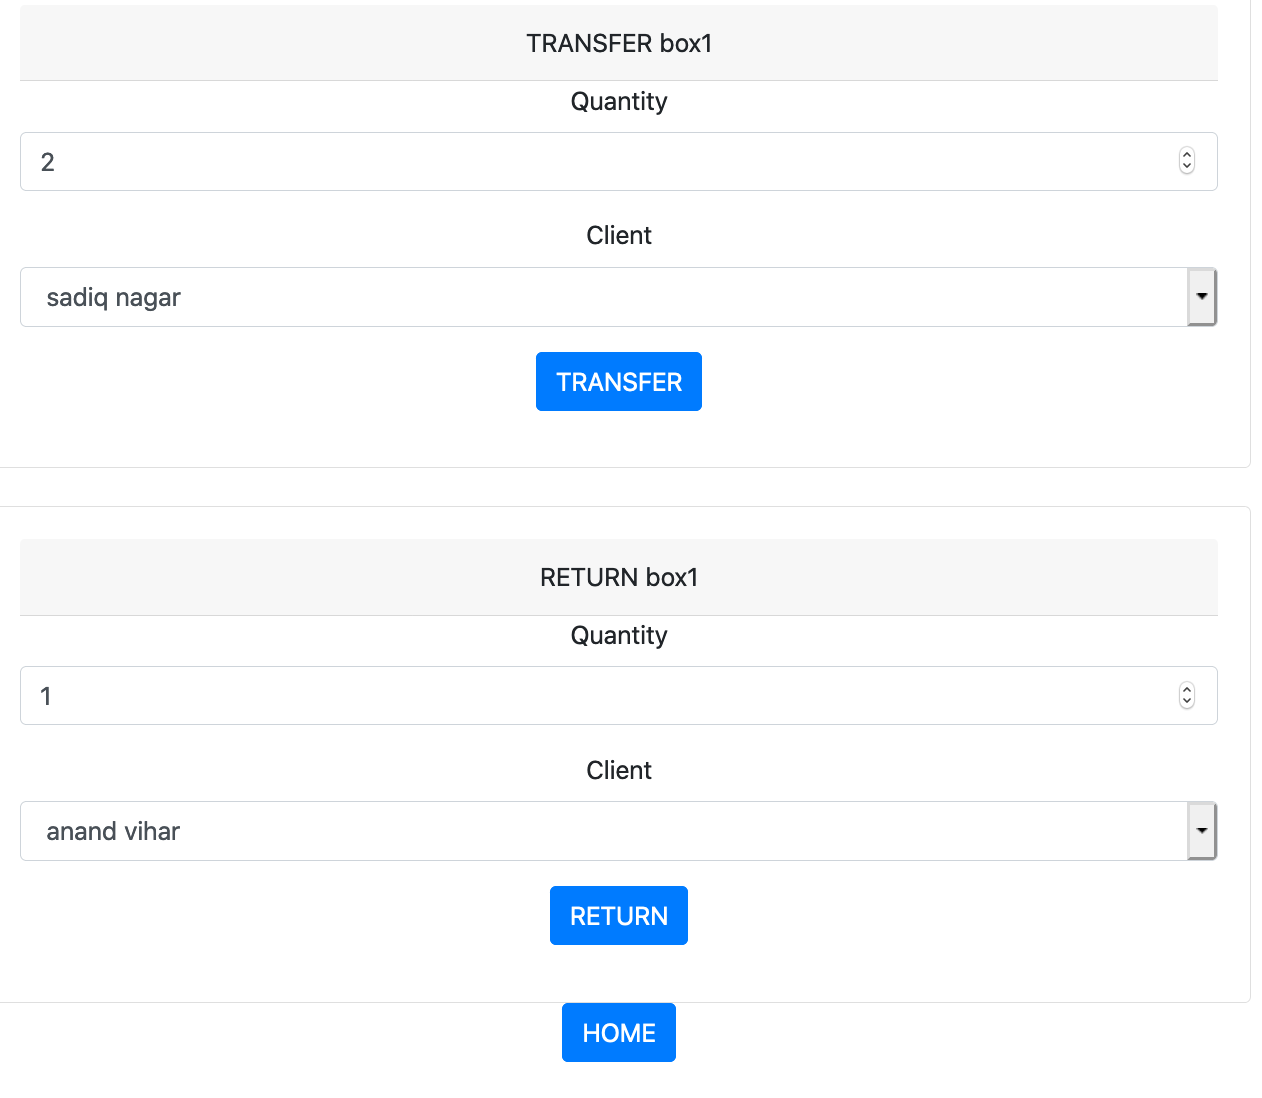 TRANSFER box1
Quantity
2
Client
sadiq nagar
TRANSFER
RETURN box1
Quantity
1
Client
anand vihar
RETURN
HOME